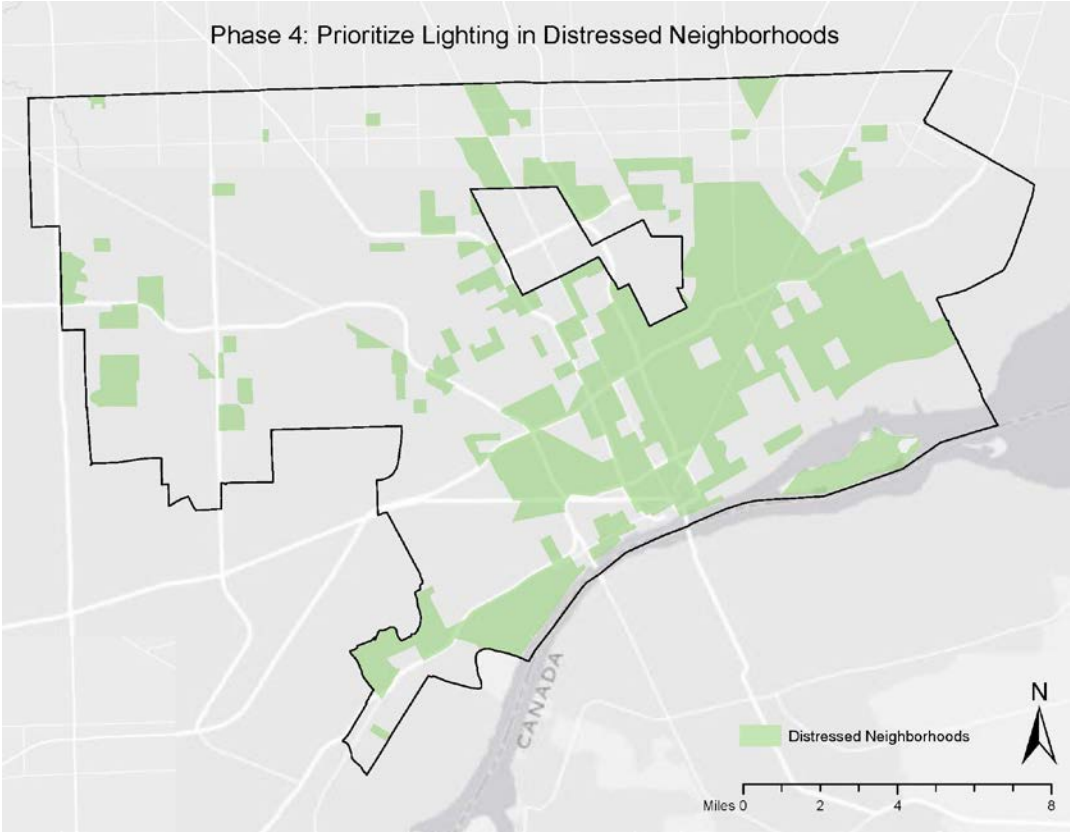 Phase 4: Prioritize Lighting in Distressed Neighborhoods
CANADA
N
Distressed Neighborhoods
Miles 0 2 4 8